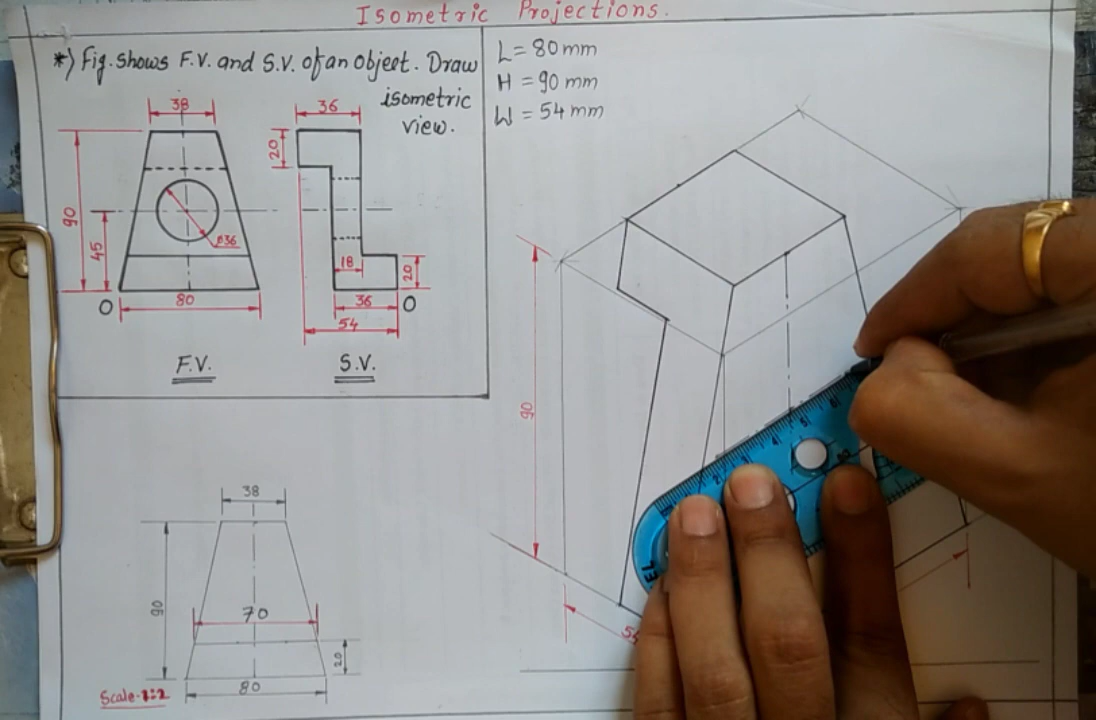 Isometric Projections.
*) Fig. shows F.V. and S.V. of an object. Draw
isometric
view.
L = 80 mm
H = 90 mm
W = 54 mm
38
36
20
90
45
ø36
18
20
O
80
36
O
54
F.V.
S.V.
90
38
90
70
20
80
Scale-1:2